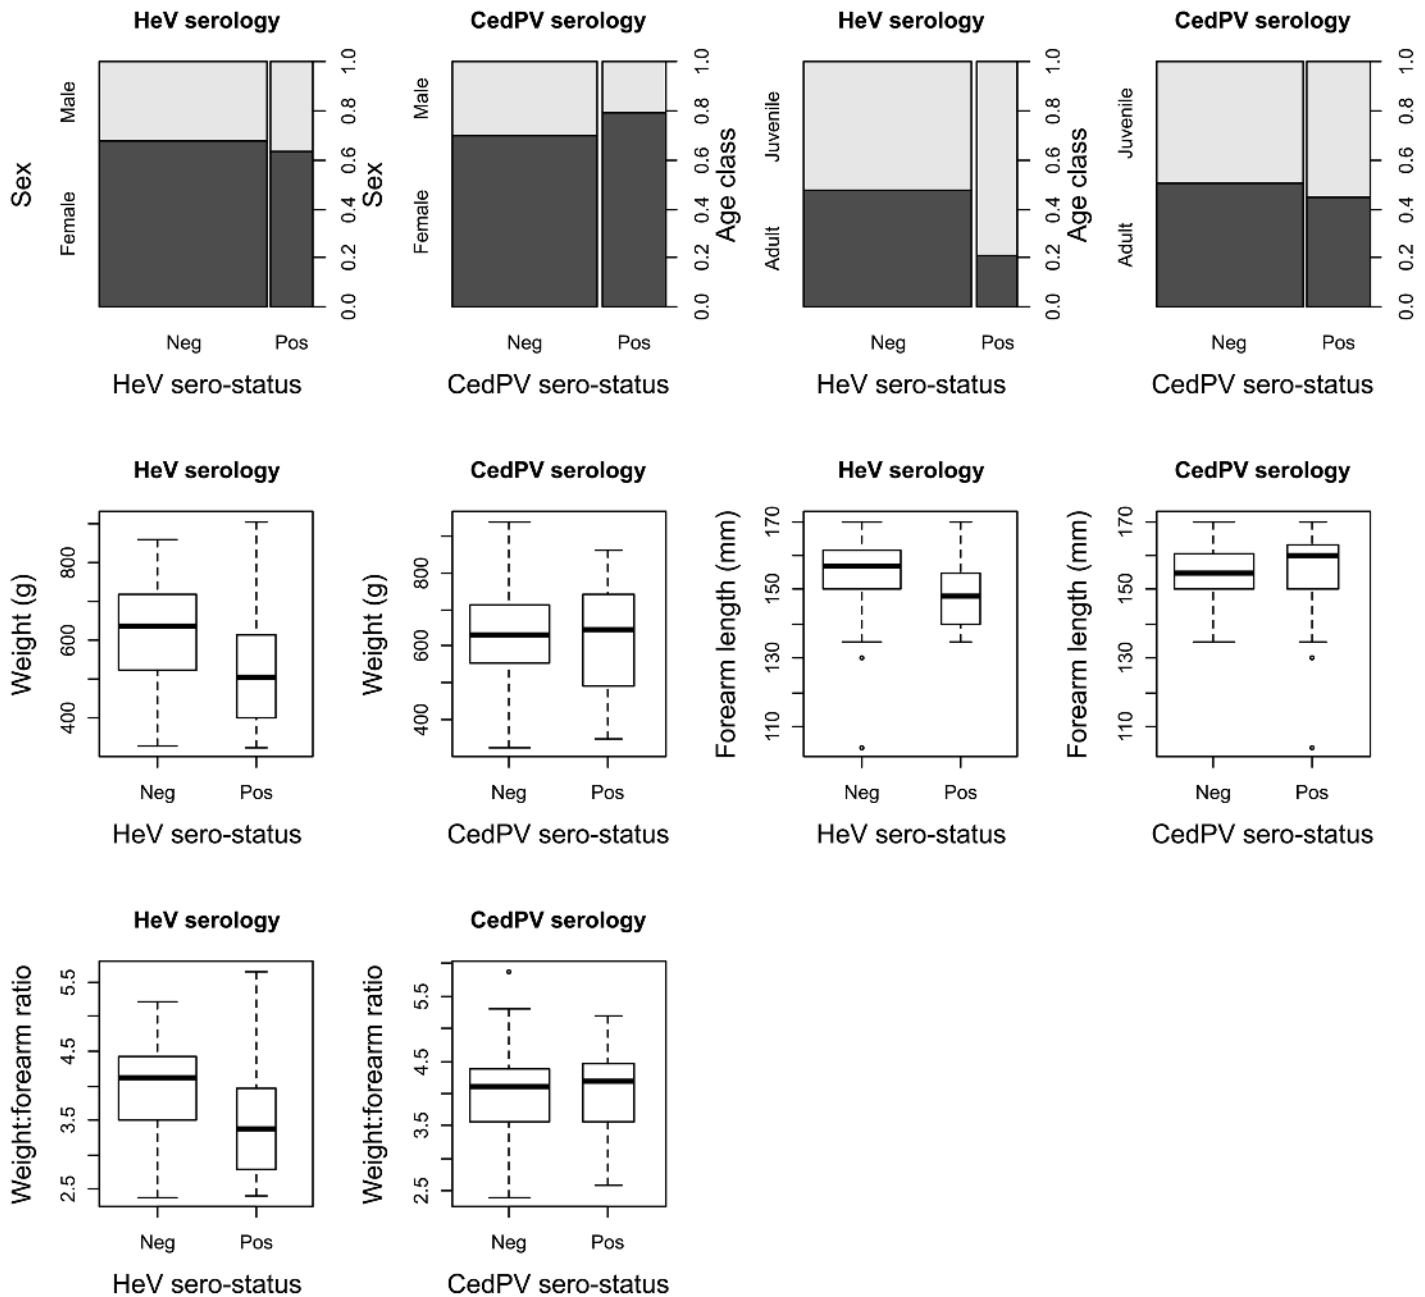 HeV serology
Sex
Male
Female
1.0
0.8
0.6
0.4
0.2
0.0
Neg
Pos
HeV sero-status
CedPV serology
Sex
Male
Female
1.0
0.8
0.6
0.4
0.2
0.0
Neg
Pos
CedPV sero-status
HeV serology
Age class
Juvenile
Adult
1.0
0.8
0.6
0.4
0.2
0.0
Neg
Pos
HeV sero-status
CedPV serology
Age class
Juvenile
Adult
1.0
0.8
0.6
0.4
0.2
0.0
Neg
Pos
CedPV sero-status
HeV serology
Weight (g)
800
600
400
Neg
Pos
HeV sero-status
CedPV serology
Weight (g)
800
600
400
Neg
Pos
CedPV sero-status
HeV serology
Forearm length (mm)
170
150
130
110
Neg
Pos
HeV sero-status
CedPV serology
Forearm length (mm)
170
150
130
110
Neg
Pos
CedPV sero-status
HeV serology
Weight:forearm ratio
5.5
4.5
3.5
2.5
Neg
Pos
HeV sero-status
CedPV serology
Weight:forearm ratio
5.5
4.5
3.5
2.5
Neg
Pos
CedPV sero-status